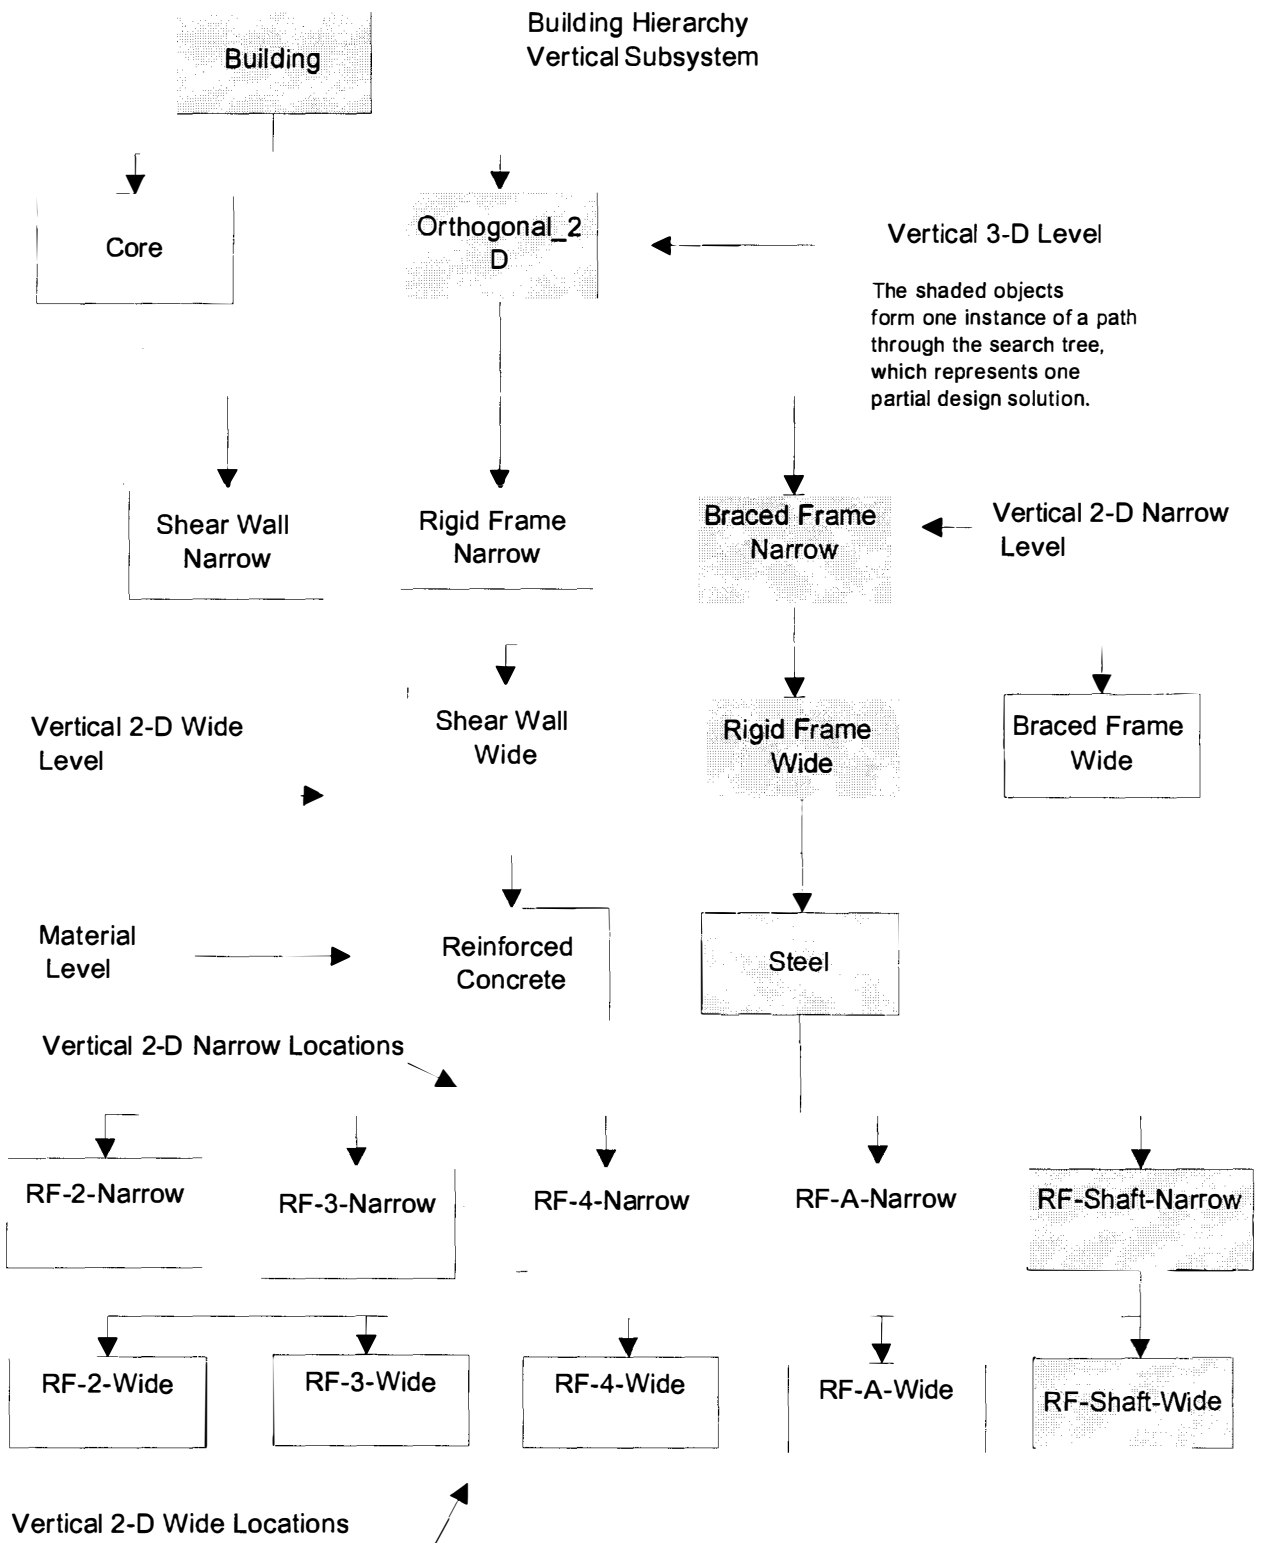 Building Hierarchy
Vertical Subsystem
Building
Core
Orthogonal_2
D
Vertical 3-D Level
The shaded objects
form one instance of a path
through the search tree,
which represents one
partial design solution.
Shear Wall
Narrow
Rigid Frame
Narrow
Braced Frame
Narrow
Vertical 2-D Narrow
Level
Vertical 2-D Wide
Level
Shear Wall
Wide
Rigid Frame
Wide
Braced Frame
Wide
Material
Level
Reinforced
Concrete
Steel
Vertical 2-D Narrow Locations
RF-2-Narrow
RF-3-Narrow
RF-4-Narrow
RF-A-Narrow
RF-Shaft-Narrow
RF-2-Wide
RF-3-Wide
RF-4-Wide
RF-A-Wide
RF-Shaft-Wide
Vertical 2-D Wide Locations